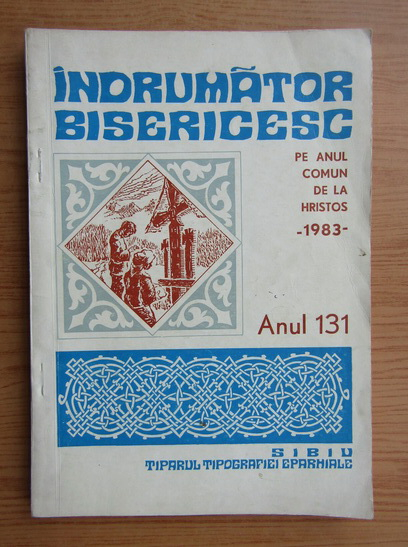 ÎNDRUMĂTOR
BISERICESC
PE ANUL
COMUN
DE LA
HRISTOS
-1983-
Anul 131
SIBIU
TIPARUL TIPOGRAFIEI EPARHIALE